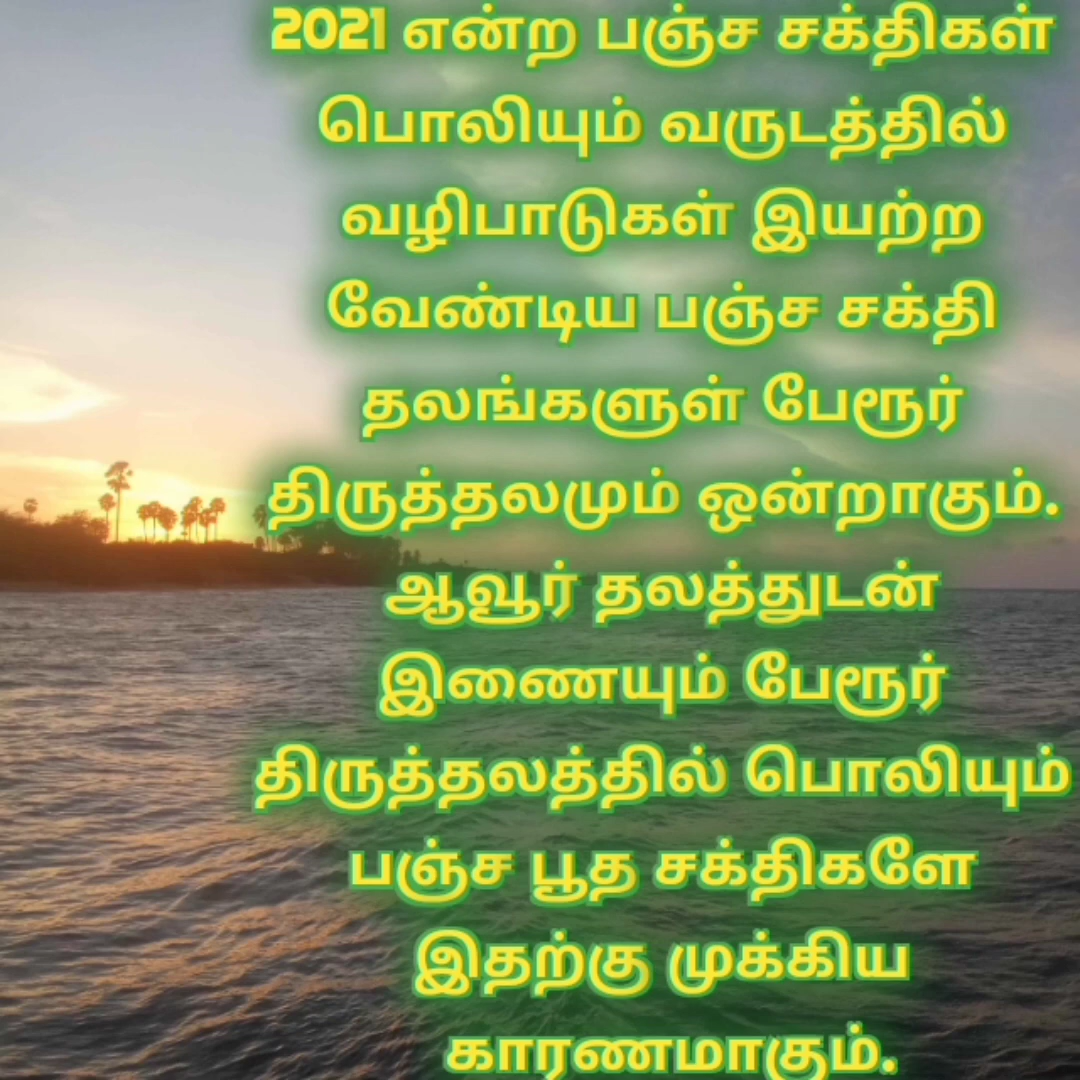 2021 என்ற பஞ்ச சக்திகள்
பொலியும் வருடத்தில்
வழிபாடுகள் இயற்ற
வேண்டிய பஞ்ச சக்தி
தலங்களுள் பேரூர்
திருத்தலமும் ஒன்றாகும்.
ஆவூர் தலத்துடன்
இணையும் பேரூர்
திருத்தலத்தில் பொலியும்
பஞ்ச பூத சக்திகளே
இதற்கு முக்கிய
காரணமாகும்.